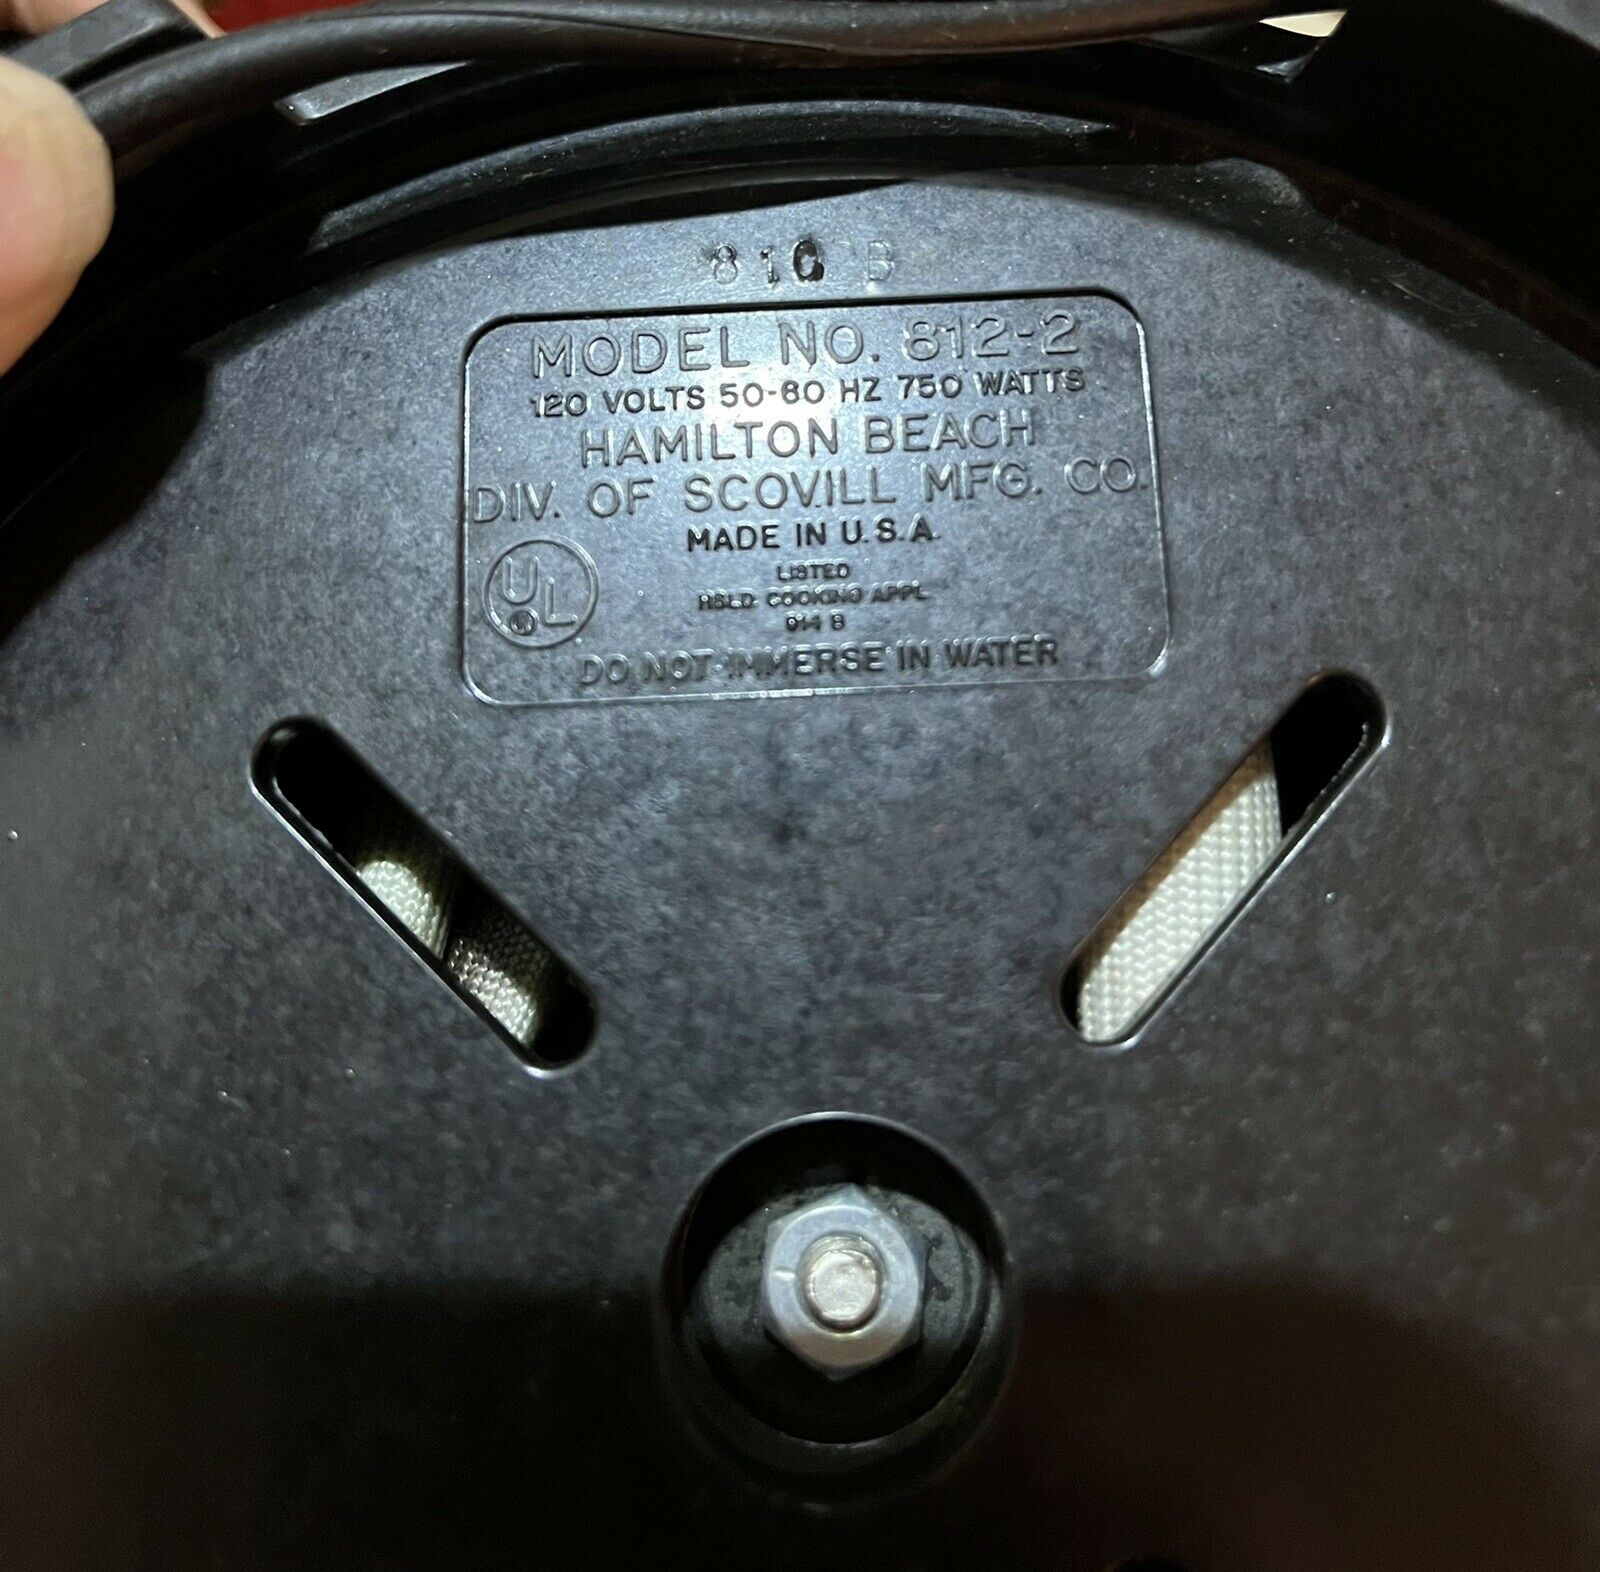 MODEL NO. 812-2
120 VOLTS 50-60 HZ 750 WATTS
HAMILTON BEACH
DIV. OF SCOVILL MFG. CO.
MADE IN U.S.A.
LISTED
HSLD. COOKING APPL
914 B
UL
®
DO NOT IMMERSE IN WATER